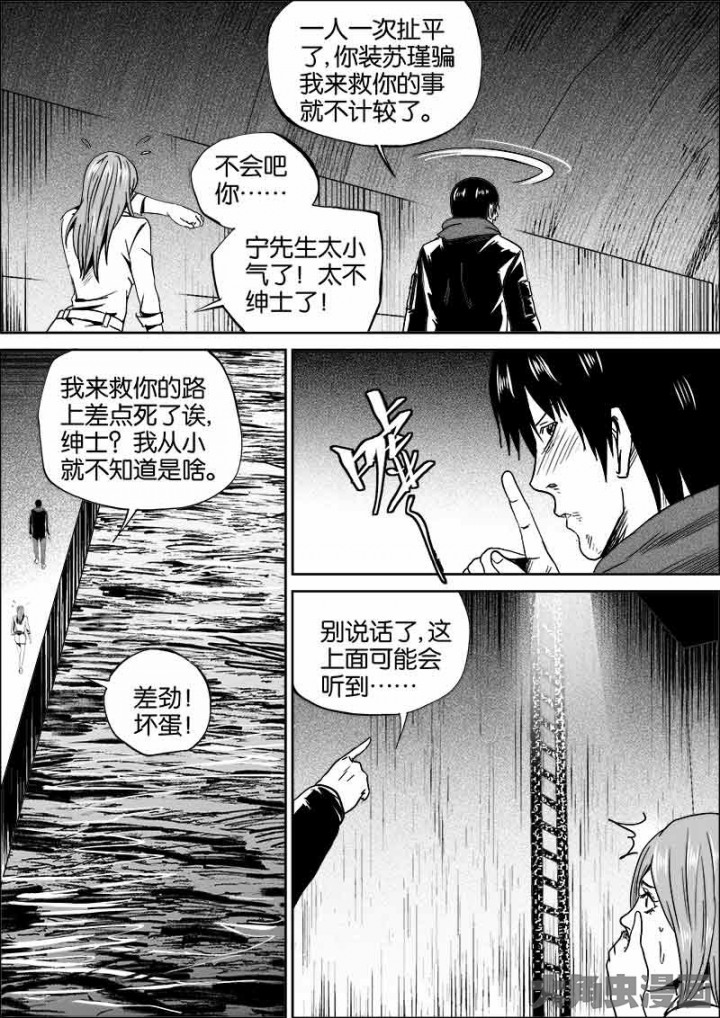 一人一次扯平
了，你装苏瑾骗
我来救你的事
就不计较了。
不会吧
你……
宁先生太小
气了！太不
绅士了！
我来救你的路
上差点死了诶，
绅士？我从小
就不知道是啥。
差劲！
坏蛋！
别说话了，这
上面可能会
听到……